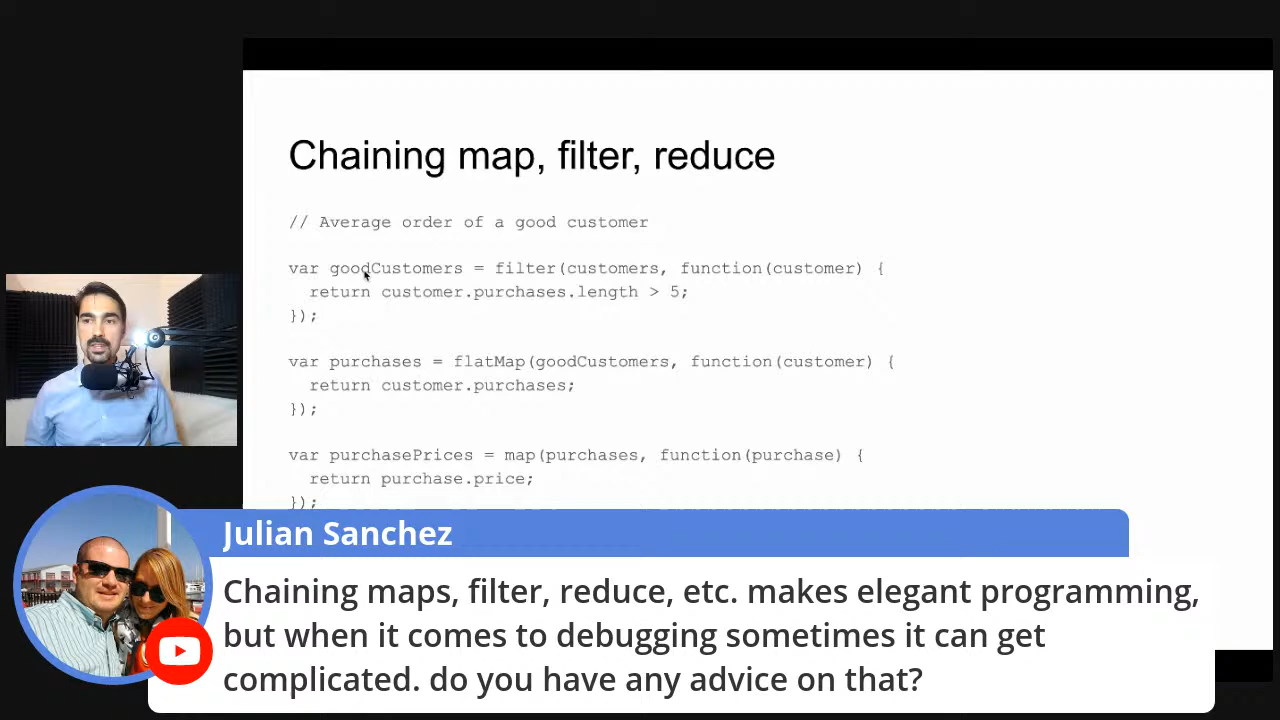 Chaining map, filter, reduce
// Average order of a good customer
var goodCustomers = filter(customers, function(customer) {
return customer.purchases.length > 5;
});
var purchases = flatMap(goodCustomers, function(customer) {
return customer.purchases;
});
var purchasePrices = map(purchases, function(purchase) {
return purchase.price;
});
Julian Sanchez
Chaining maps, filter, reduce, etc. makes elegant programming,
but when it comes to debugging sometimes it can get
complicated. do you have any advice on that?